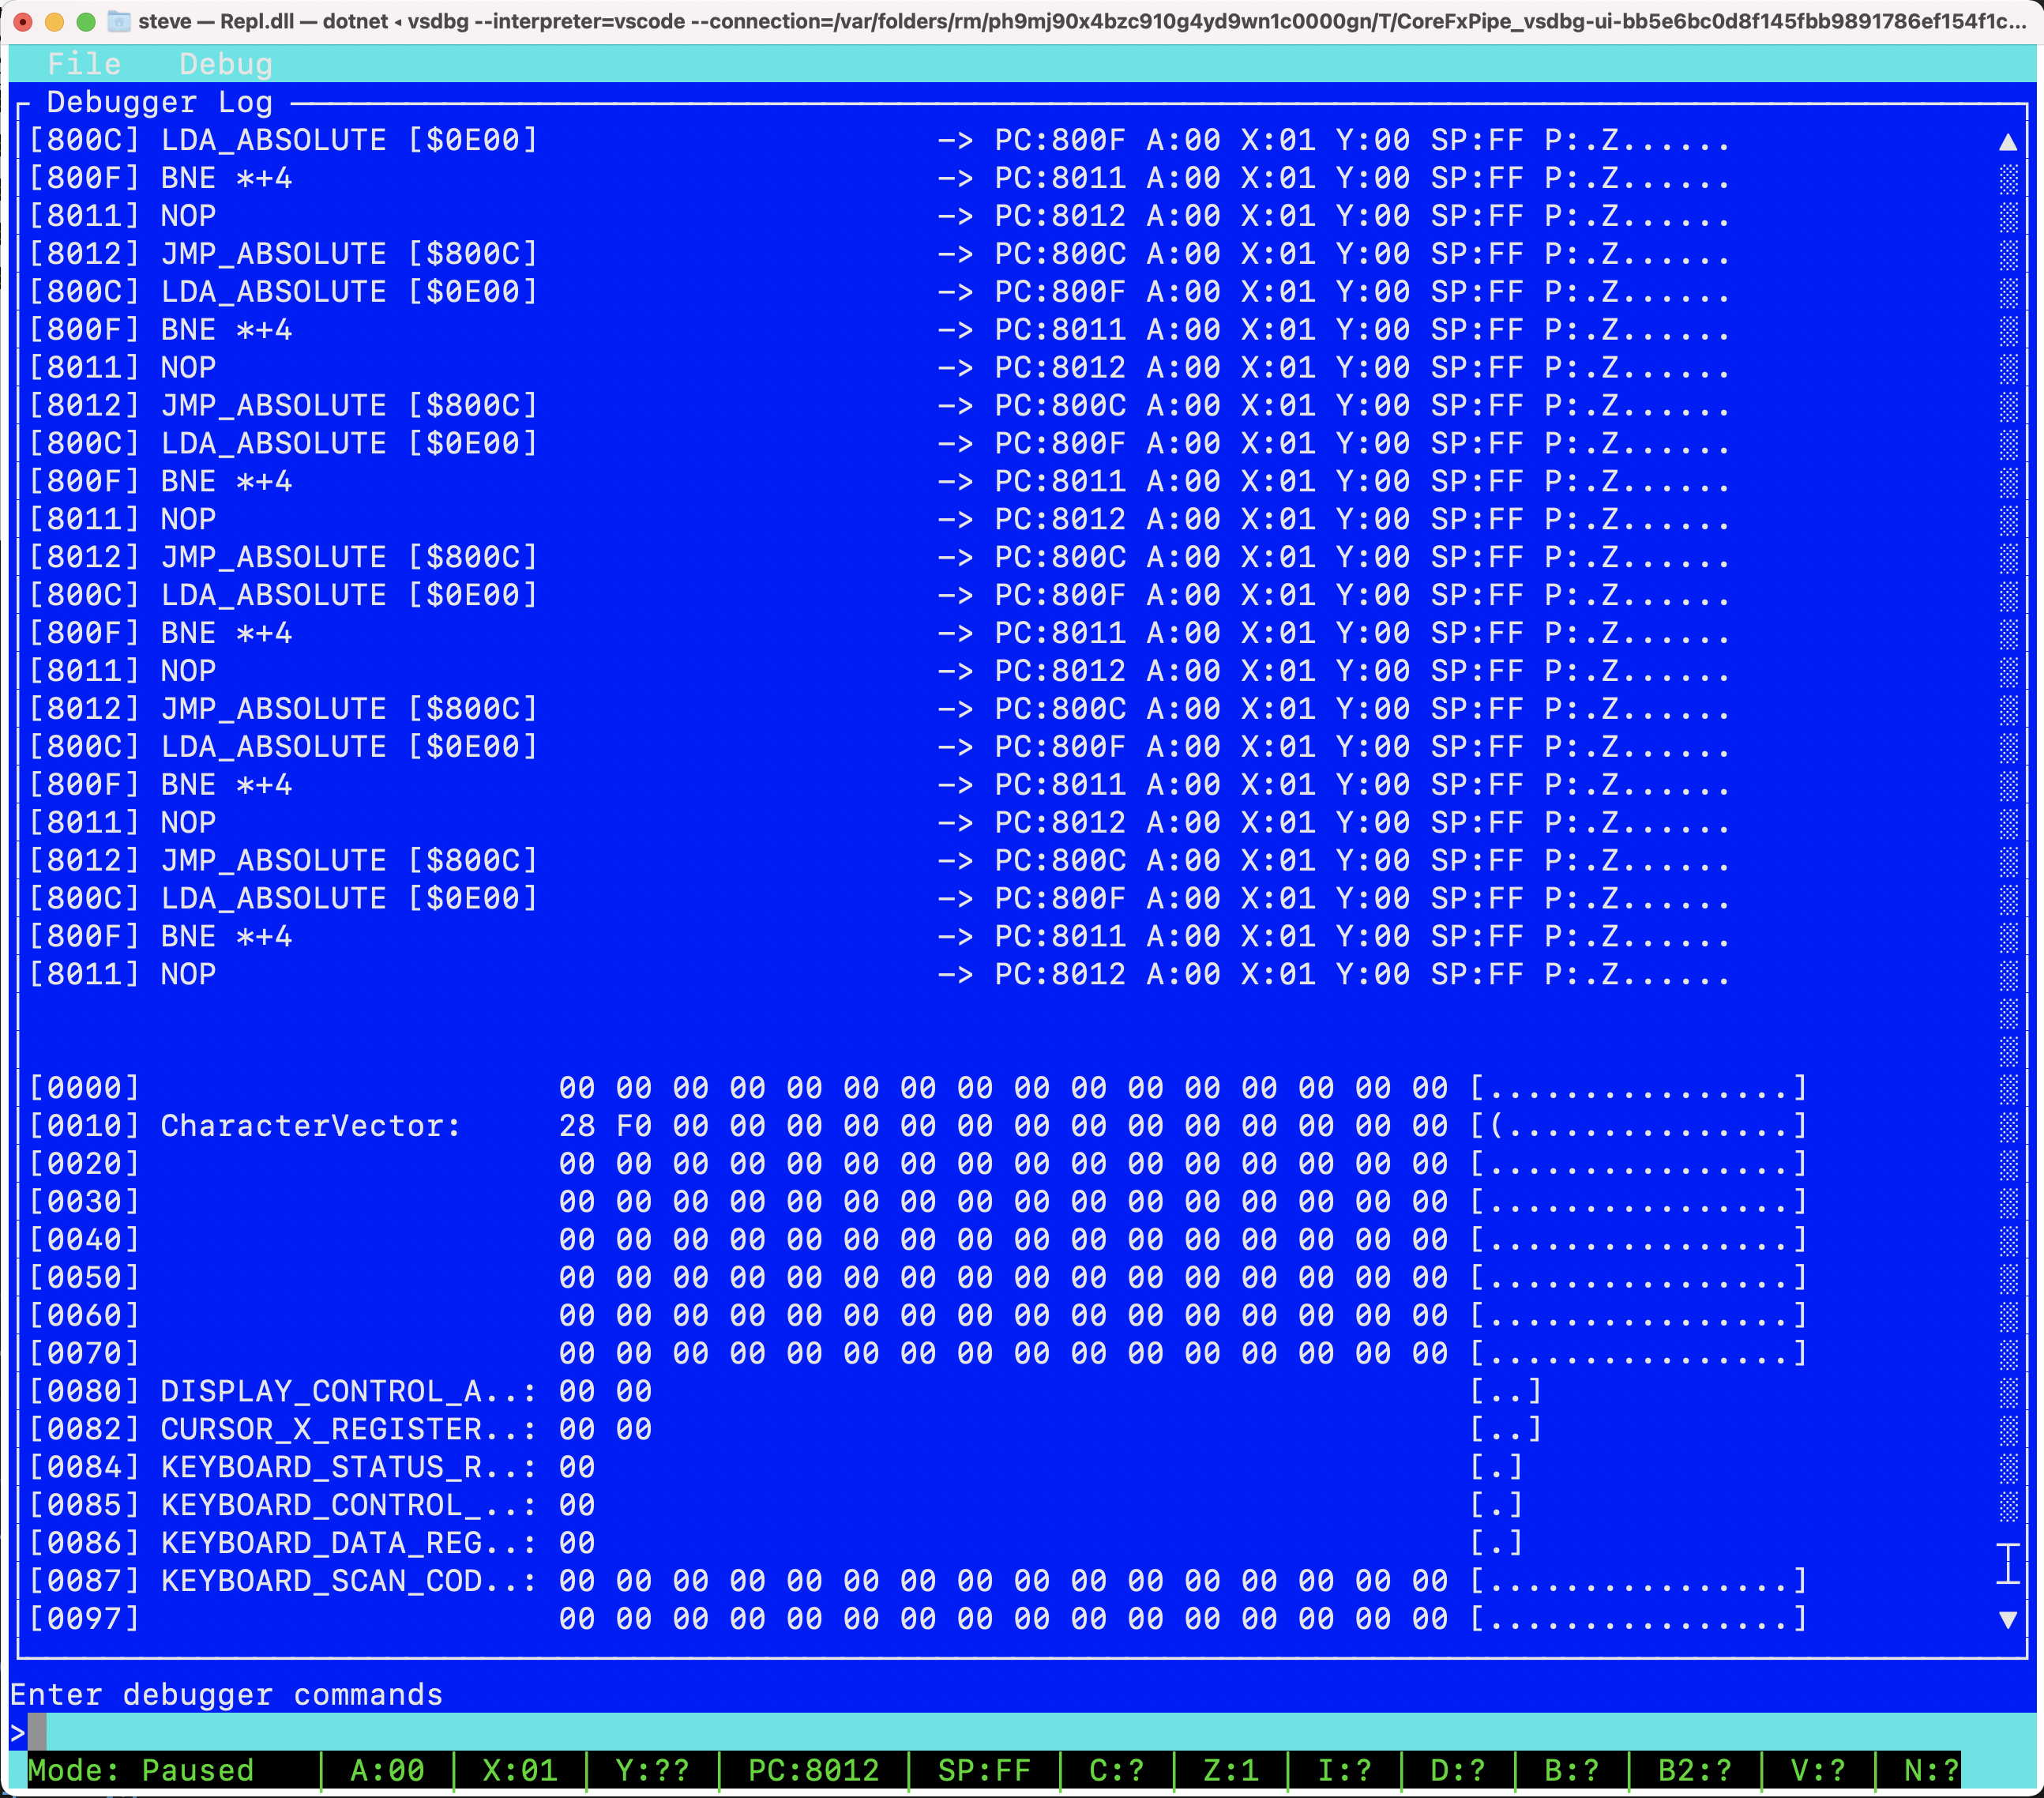 steve — Repl.dll — dotnet ◂ vsdbg --interpreter=vscode --connection=/var/folders/rm/ph9mj90x4bzc910g4yd9wn1c0000gn/T/CoreFxPipe_vsdbg-ui-bb5e6bc0d8f145fbb9891786ef154f1c...
File Debug
Debugger Log
[800C] LDA_ABSOLUTE [$0E00] —> PC:800F A:00 X:01 Y:00 SP:FF P:.Z......
[800F] BNE *+4 —> PC:8011 A:00 X:01 Y:00 SP:FF P:.Z......
[8011] NOP —> PC:8012 A:00 X:01 Y:00 SP:FF P:.Z......
[8012] JMP_ABSOLUTE [$800C] —> PC:800C A:00 X:01 Y:00 SP:FF P:.Z......
[800C] LDA_ABSOLUTE [$0E00] —> PC:800F A:00 X:01 Y:00 SP:FF P:.Z......
[800F] BNE *+4 —> PC:8011 A:00 X:01 Y:00 SP:FF P:.Z......
[8011] NOP —> PC:8012 A:00 X:01 Y:00 SP:FF P:.Z......
[8012] JMP_ABSOLUTE [$800C] —> PC:800C A:00 X:01 Y:00 SP:FF P:.Z......
[800C] LDA_ABSOLUTE [$0E00] —> PC:800F A:00 X:01 Y:00 SP:FF P:.Z......
[800F] BNE *+4 —> PC:8011 A:00 X:01 Y:00 SP:FF P:.Z......
[8011] NOP —> PC:8012 A:00 X:01 Y:00 SP:FF P:.Z......
[8012] JMP_ABSOLUTE [$800C] —> PC:800C A:00 X:01 Y:00 SP:FF P:.Z......
[800C] LDA_ABSOLUTE [$0E00] —> PC:800F A:00 X:01 Y:00 SP:FF P:.Z......
[800F] BNE *+4 —> PC:8011 A:00 X:01 Y:00 SP:FF P:.Z......
[8011] NOP —> PC:8012 A:00 X:01 Y:00 SP:FF P:.Z......
[8012] JMP_ABSOLUTE [$800C] —> PC:800C A:00 X:01 Y:00 SP:FF P:.Z......
[800C] LDA_ABSOLUTE [$0E00] —> PC:800F A:00 X:01 Y:00 SP:FF P:.Z......
[800F] BNE *+4 —> PC:8011 A:00 X:01 Y:00 SP:FF P:.Z......
[8011] NOP —> PC:8012 A:00 X:01 Y:00 SP:FF P:.Z......
[8012] JMP_ABSOLUTE [$800C] —> PC:800C A:00 X:01 Y:00 SP:FF P:.Z......
[800C] LDA_ABSOLUTE [$0E00] —> PC:800F A:00 X:01 Y:00 SP:FF P:.Z......
[800F] BNE *+4 —> PC:8011 A:00 X:01 Y:00 SP:FF P:.Z......
[8011] NOP —> PC:8012 A:00 X:01 Y:00 SP:FF P:.Z......
[0000] 00 00 00 00 00 00 00 00 00 00 00 00 00 00 00 00 [................]
[0010] CharacterVector: 28 F0 00 00 00 00 00 00 00 00 00 00 00 00 00 00 [(...............]
[0020] 00 00 00 00 00 00 00 00 00 00 00 00 00 00 00 00 [................]
[0030] 00 00 00 00 00 00 00 00 00 00 00 00 00 00 00 00 [................]
[0040] 00 00 00 00 00 00 00 00 00 00 00 00 00 00 00 00 [................]
[0050] 00 00 00 00 00 00 00 00 00 00 00 00 00 00 00 00 [................]
[0060] 00 00 00 00 00 00 00 00 00 00 00 00 00 00 00 00 [................]
[0070] 00 00 00 00 00 00 00 00 00 00 00 00 00 00 00 00 [................]
[0080] DISPLAY_CONTROL_A..: 00 00 [..]
[0082] CURSOR_X_REGISTER..: 00 00 [..]
[0084] KEYBOARD_STATUS_R..: 00 [.]
[0085] KEYBOARD_CONTROL_..: 00 [.]
[0086] KEYBOARD_DATA_REG..: 00 [.]
[0087] KEYBOARD_SCAN_COD..: 00 00 00 00 00 00 00 00 00 00 00 00 00 00 00 00 [................]
[0097] 00 00 00 00 00 00 00 00 00 00 00 00 00 00 00 00 [................]
Enter debugger commands
>
Mode: Paused | A:00 | X:01 | Y:?? | PC:8012 | SP:FF | C:? | Z:1 | I:? | D:? | B:? | B2:? | V:? | N:?